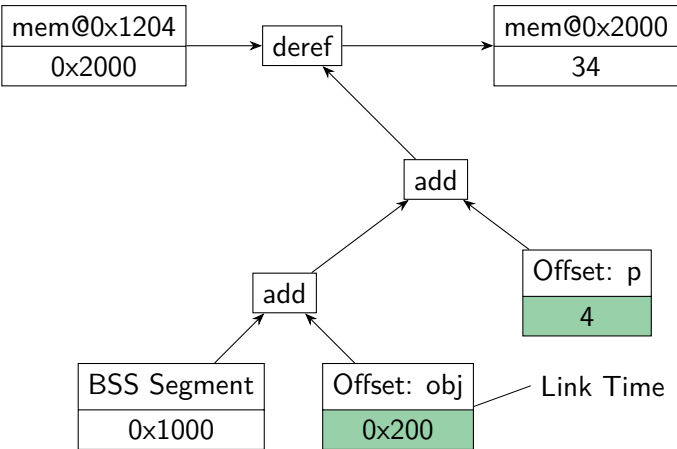 mem@0x1204
0x2000
deref
mem@0x2000
34
add
add
Offset: p
4
BSS Segment
0x1000
Offset: obj
0x200
Link Time